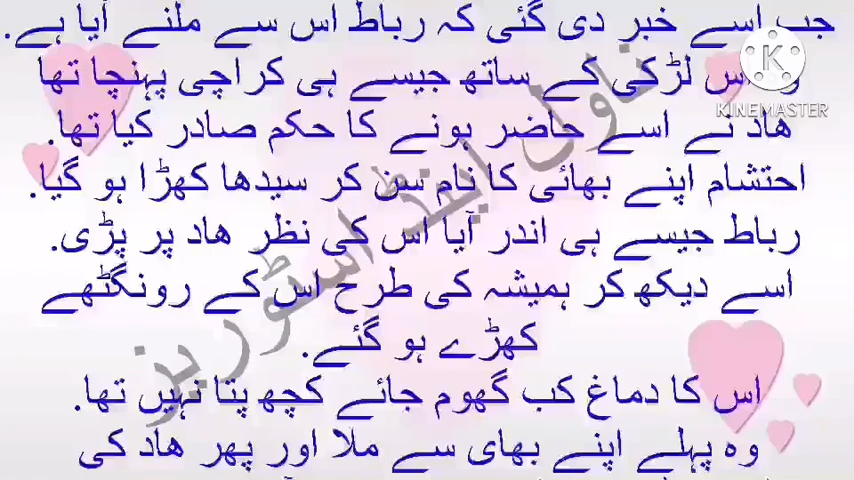 جب اسے خبر دی گئی کہ رباط اس سے ملنے آیا ہے.
اس لڑکی کے ساتھ جیسے ہی کراچی پہنچا تھا
ھاد نے اسے حاضر ہونے کا حکم صادر کیا تھا.
احتشام اپنے بھائی کا نام سن کر سیدھا کھڑا ہو گیا.
رباط جیسے ہی اندر آیا اس کی نظر ھاد پر پڑی.
اسے دیکھ کر ہمیشہ کی طرح اس کے رونگٹھے
کھڑے ہو گئے.
اس کا دماغ کب گھوم جائے کچھ پتا نہیں تھا.
وہ پہلے اپنے بھای سے ملا اور پھر ھاد کی
ناول اینڈ اسٹوریز
K
KINEMASTER